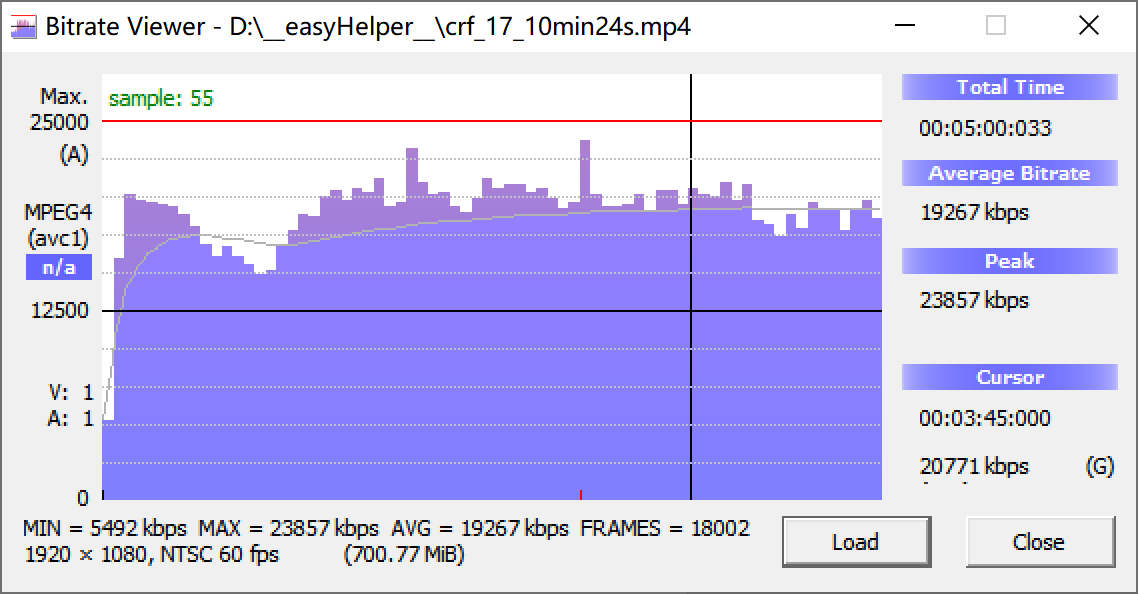 Bitrate Viewer - D:\__easyHelper__\crf_17_10min24s.mp4
Max.
25000
(A)
MPEG4
(avc1)
n/a
12500
V: 1
A: 1
0
sample: 55
Total Time
00:05:00:033
Average Bitrate
19267 kbps
Peak
23857 kbps
Cursor
00:03:45:000
20771 kbps (G)
MIN = 5492 kbps MAX = 23857 kbps AVG = 19267 kbps FRAMES = 18002
1920 × 1080, NTSC 60 fps (700.77 MiB)
Load
Close